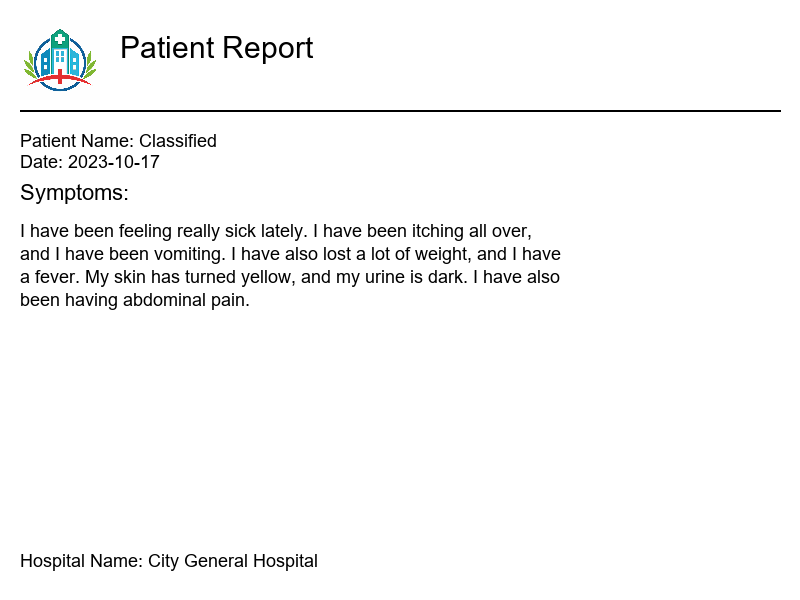 Patient Report
Patient Name: Classified
Date: 2023-10-17
Symptoms:
I have been feeling really sick lately. I have been itching all over,
and I have been vomiting. I have also lost a lot of weight, and I have
a fever. My skin has turned yellow, and my urine is dark. I have also
been having abdominal pain.
Hospital Name: City General Hospital